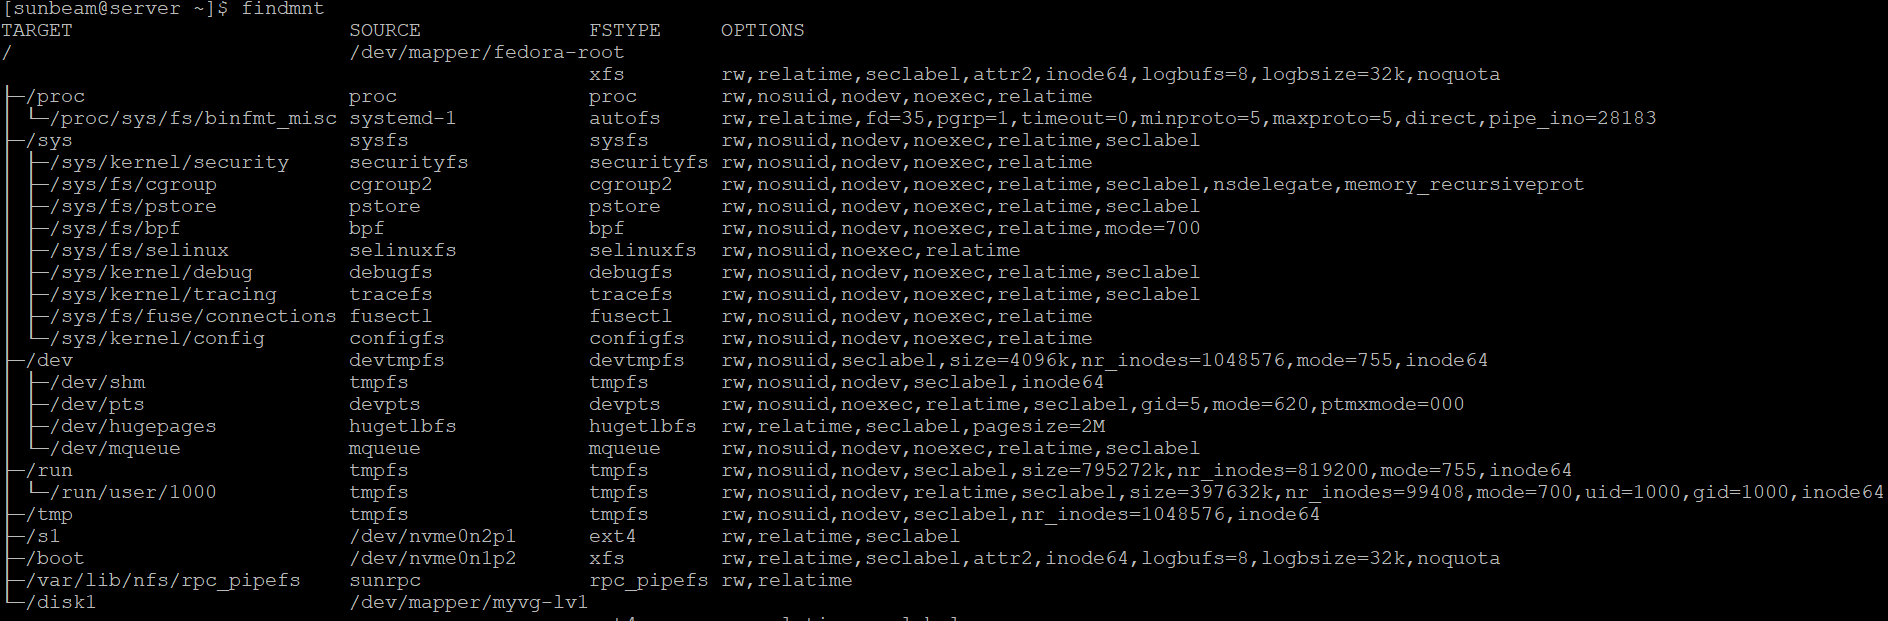 [sunbeam@server ~]$ findmnt
TARGET                       SOURCE              FSTYPE     OPTIONS
/                            /dev/mapper/fedora-root
                                                 xfs        rw,relatime,seclabel,attr2,inode64,logbufs=8,logbsize=32k,noquota
├─/proc                      proc                proc       rw,nosuid,nodev,noexec,relatime
│ └─/proc/sys/fs/binfmt_misc systemd-1           autofs     rw,relatime,fd=35,pgrp=1,timeout=0,minproto=5,maxproto=5,direct,pipe_ino=28183
├─/sys                       sysfs               sysfs      rw,nosuid,nodev,noexec,relatime,seclabel
│ ├─/sys/kernel/security     securityfs          securityfs rw,nosuid,nodev,noexec,relatime
│ ├─/sys/fs/cgroup           cgroup2             cgroup2    rw,nosuid,nodev,noexec,relatime,seclabel,nsdelegate,memory_recursiveprot
│ ├─/sys/fs/pstore           pstore              pstore     rw,nosuid,nodev,noexec,relatime,seclabel
│ ├─/sys/fs/bpf              bpf                 bpf        rw,nosuid,nodev,noexec,relatime,mode=700
│ ├─/sys/fs/selinux          selinuxfs           selinuxfs  rw,nosuid,noexec,relatime
│ ├─/sys/kernel/debug        debugfs             debugfs    rw,nosuid,nodev,noexec,relatime,seclabel
│ ├─/sys/kernel/tracing      tracefs             tracefs    rw,nosuid,nodev,noexec,relatime,seclabel
│ ├─/sys/fs/fuse/connections fusectl             fusectl    rw,nosuid,nodev,noexec,relatime
│ └─/sys/kernel/config       configfs            configfs   rw,nosuid,nodev,noexec,relatime
├─/dev                       devtmpfs            devtmpfs   rw,nosuid,seclabel,size=4096k,nr_inodes=1048576,mode=755,inode64
│ ├─/dev/shm                 tmpfs               tmpfs      rw,nosuid,nodev,seclabel,inode64
│ ├─/dev/pts                 devpts              devpts     rw,nosuid,noexec,relatime,seclabel,gid=5,mode=620,ptmxmode=000
│ ├─/dev/hugepages           hugetlbfs           hugetlbfs  rw,relatime,seclabel,pagesize=2M
│ └─/dev/mqueue              mqueue              mqueue     rw,nosuid,nodev,noexec,relatime,seclabel
├─/run                       tmpfs               tmpfs      rw,nosuid,nodev,seclabel,size=795272k,nr_inodes=819200,mode=755,inode64
│ └─/run/user/1000           tmpfs               tmpfs      rw,nosuid,nodev,relatime,seclabel,size=397632k,nr_inodes=99408,mode=700,uid=1000,gid=1000,inode64
├─/tmp                       tmpfs               tmpfs      rw,nosuid,nodev,seclabel,nr_inodes=1048576,inode64
├─/s1                        /dev/nvme0n2p1      ext4       rw,relatime,seclabel
├─/boot                      /dev/nvme0n1p2      xfs        rw,relatime,seclabel,attr2,inode64,logbufs=8,logbsize=32k,noquota
├─/var/lib/nfs/rpc_pipefs    sunrpc              rpc_pipefs rw,relatime
└─/disk1                     /dev/mapper/myvg-lv1